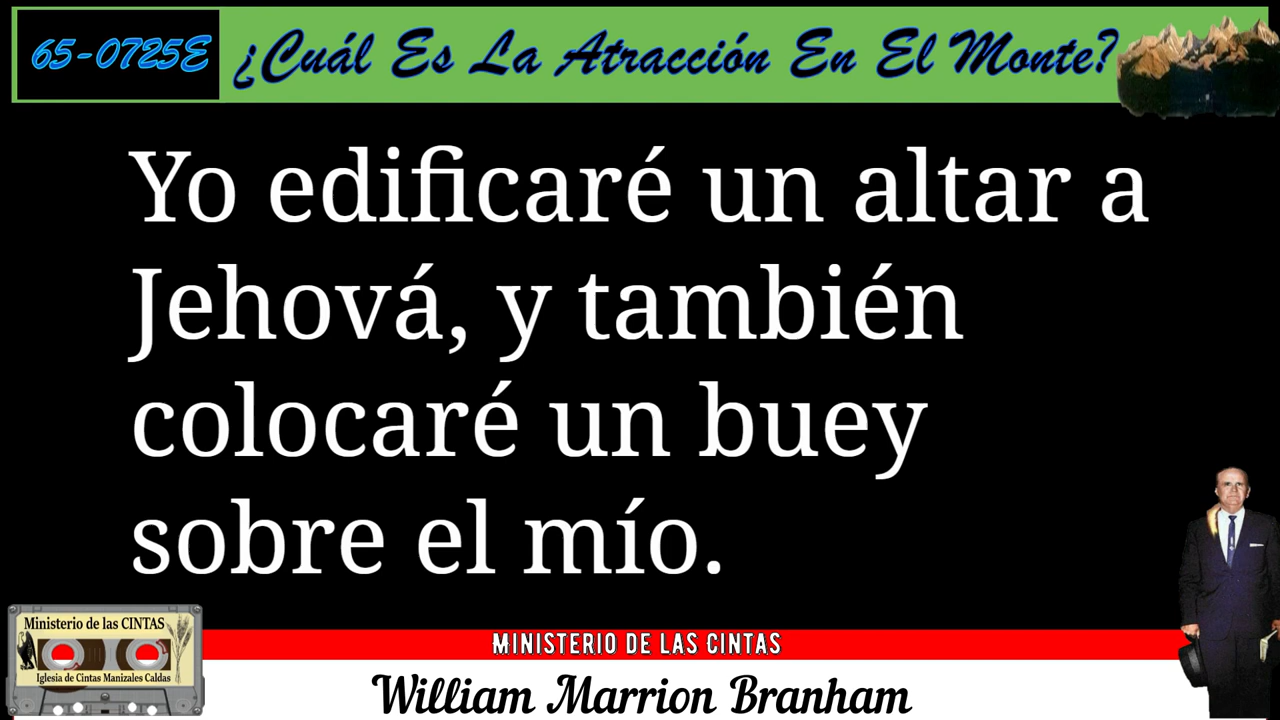 65-0725E ¿Cuál Es La Atracción En El Monte?
Yo edificaré un altar a
Jehová, y también
colocaré un buey
sobre el mío.
Ministerio de las CINTAS
Iglesia de Cintas Manizales Caldas
MINISTERIO DE LAS CINTAS
William Marrion Branham